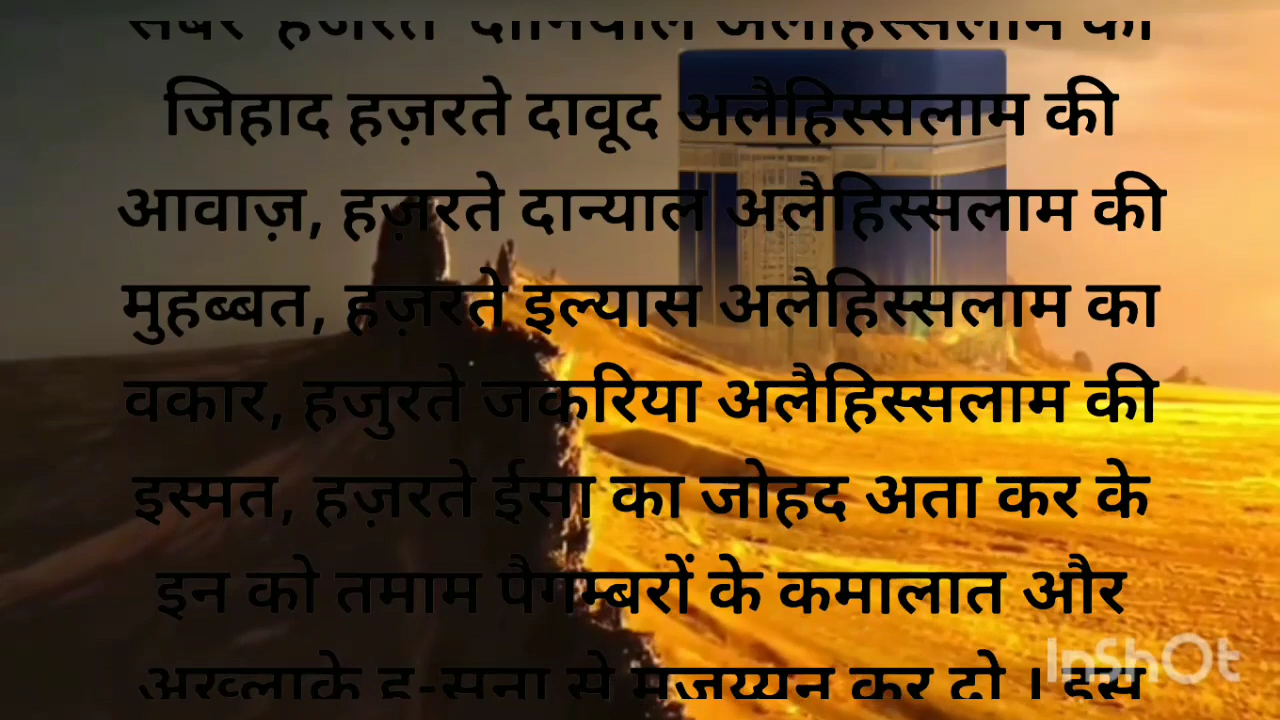 जिहाद हज़रते दावूद अलैहिस्सलाम की
आवाज़, हज़रते दान्याल अलैहिस्सलाम की
मुहब्बत, हज़रते इल्यास अलैहिस्सलाम का
वकार, हजुरते जकरिया अलैहिस्सलाम की
इस्मत, हज़रते ईसा का जोहद अता कर के
इन को तमाम पैगम्बरों के कमालात और
अख्लाके ह-सना से मुजय्यन कर दो । इस
InShOt